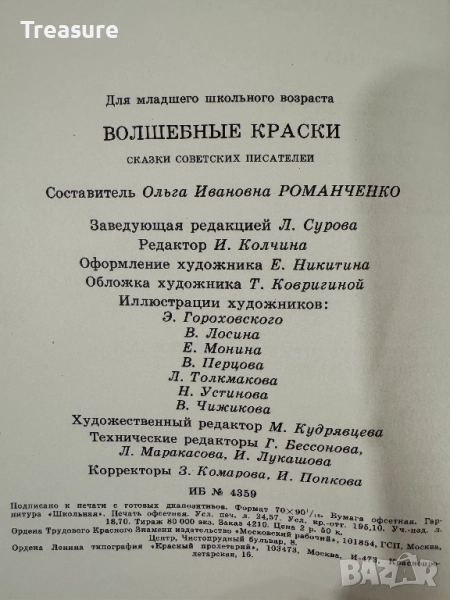 Treasure
Для младшего школьного возраста
ВОЛШЕБНЫЕ КРАСКИ
СКАЗКИ СОВЕТСКИХ ПИСАТЕЛЕЙ
Составитель Ольга Ивановна РОМАНЧЕНКО
Заведующая редакцией Л. Сурова
Редактор И. Колчина
Оформление художника Е. Никитина
Обложка художника Т. Ковригиной
Иллюстрации художников:
Э. Гороховского
В. Лосина
Е. Монина
В. Перцова
Л. Толкмакова
Н. Устинова
В. Чижикова
Художественный редактор М. Кудрявцева
Технические редакторы Г. Бессонова,
Л. Маракасова, И. Лукашова
Корректоры З. Комарова, И. Попкова
ИБ № 4359
Подписано к печати с готовых диапозитивов. Формат 70×90¹/₁₆. Бумага офсетная. Гар-
нитура «Школьная». Печать офсетная. Усл. печ. л. 24,57. Усл. кр.-отт. 195,10. Уч.-изд. л.
18,70. Тираж 80 000 экз. Заказ 4210. Цена 2 р. 50 к.
Ордена Трудового Красного Знамени издательство «Московский рабочий», 101854, ГСП, Москва,
Центр, Чистопрудный бульвар, 8.
Ордена Ленина типография «Красный пролетарий», 103473, Москва, И-473, Краснопро-
летарская, 16.
BAZAR